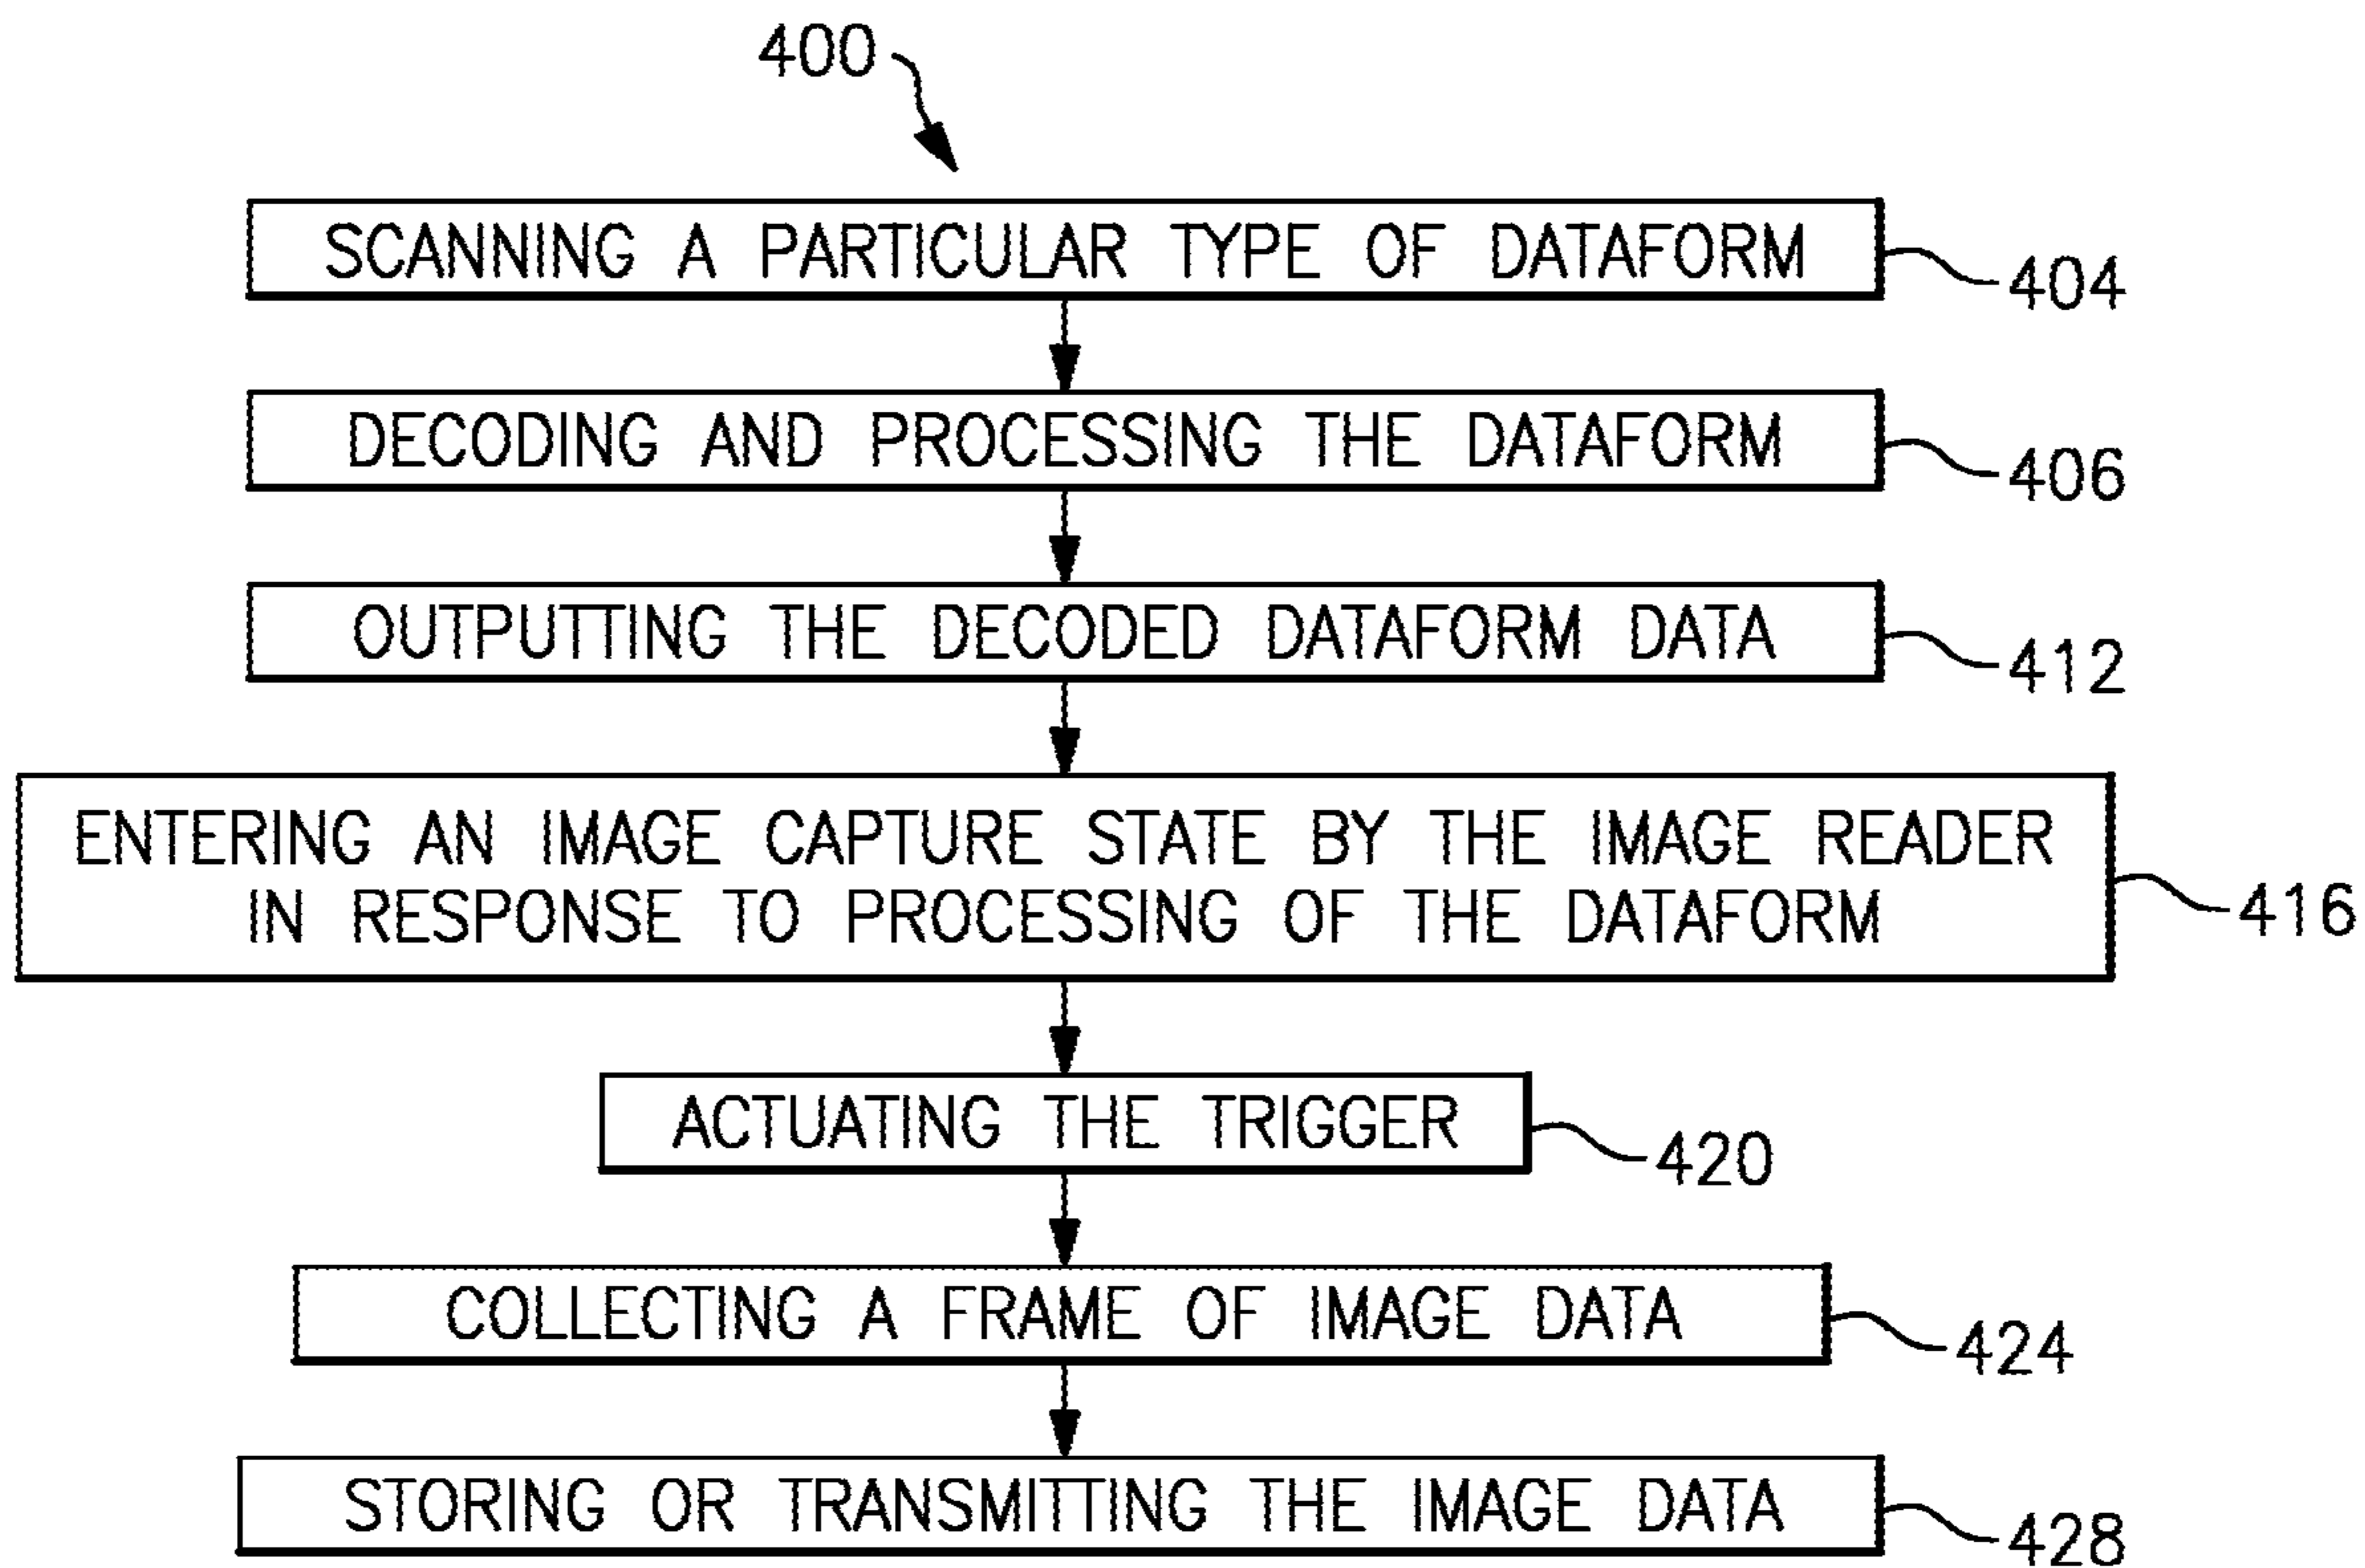 400
SCANNING A PARTICULAR TYPE OF DATAFORM
404
DECODING AND PROCESSING THE DATAFORM
406
OUTPUTTING THE DECODED DATAFORM DATA
412
ENTERING AN IMAGE CAPTURE STATE BY THE IMAGE READER
IN RESPONSE TO PROCESSING OF THE DATAFORM
416
ACTUATING THE TRIGGER
420
COLLECTING A FRAME OF IMAGE DATA
424
STORING OR TRANSMITTING THE IMAGE DATA
428